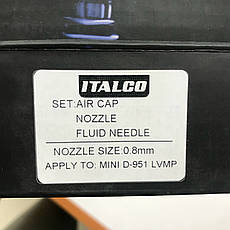 ITALCO
SET:AIR CAP
NOZZLE
FLUID NEEDLE
NOZZLE SIZE:0.8mm
APPLY TO: MINI D-951 LVMP